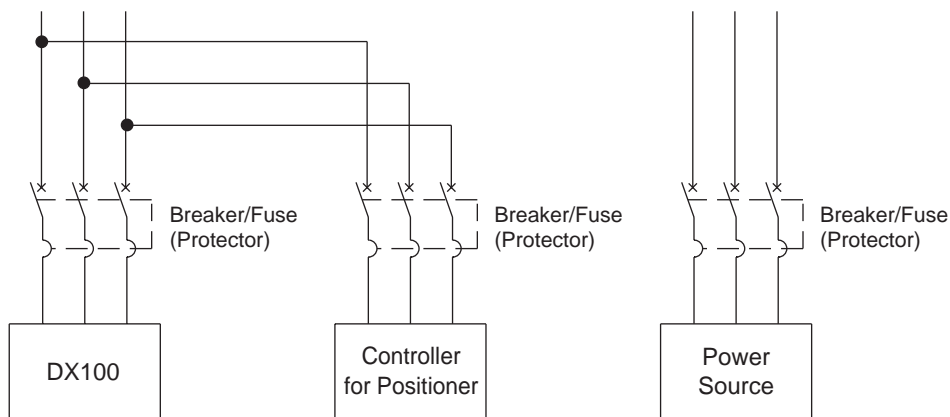 Breaker/Fuse
(Protector)
Breaker/Fuse
(Protector)
Breaker/Fuse
(Protector)
DX100
Controller
for Positioner
Power
Source